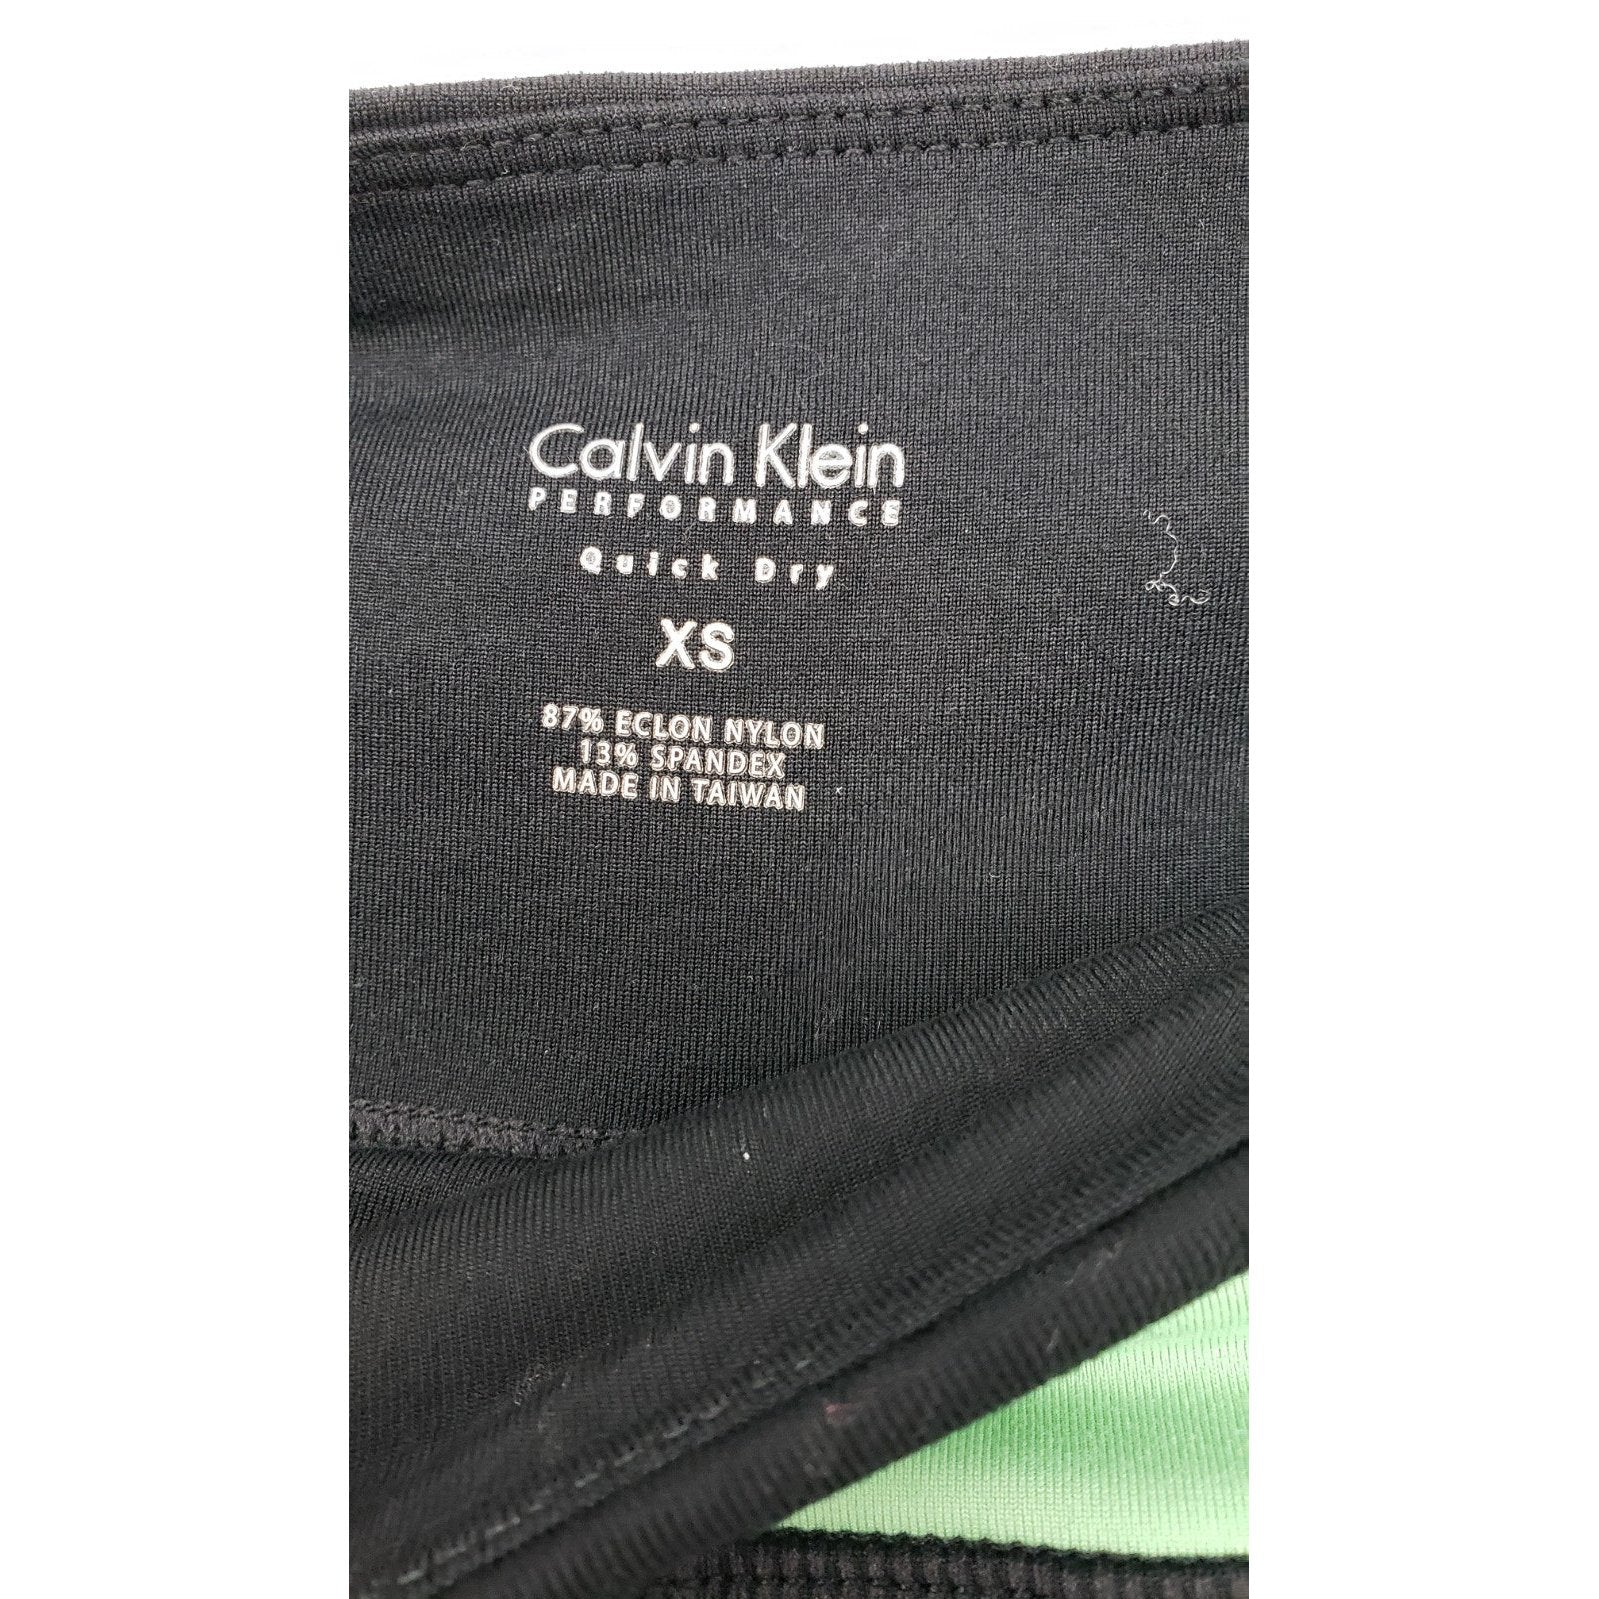 Calvin Klein
PERFORMANCE
Quick Dry
XS
87% ECLON NYLON
13% SPANDEX
MADE IN TAIWAN